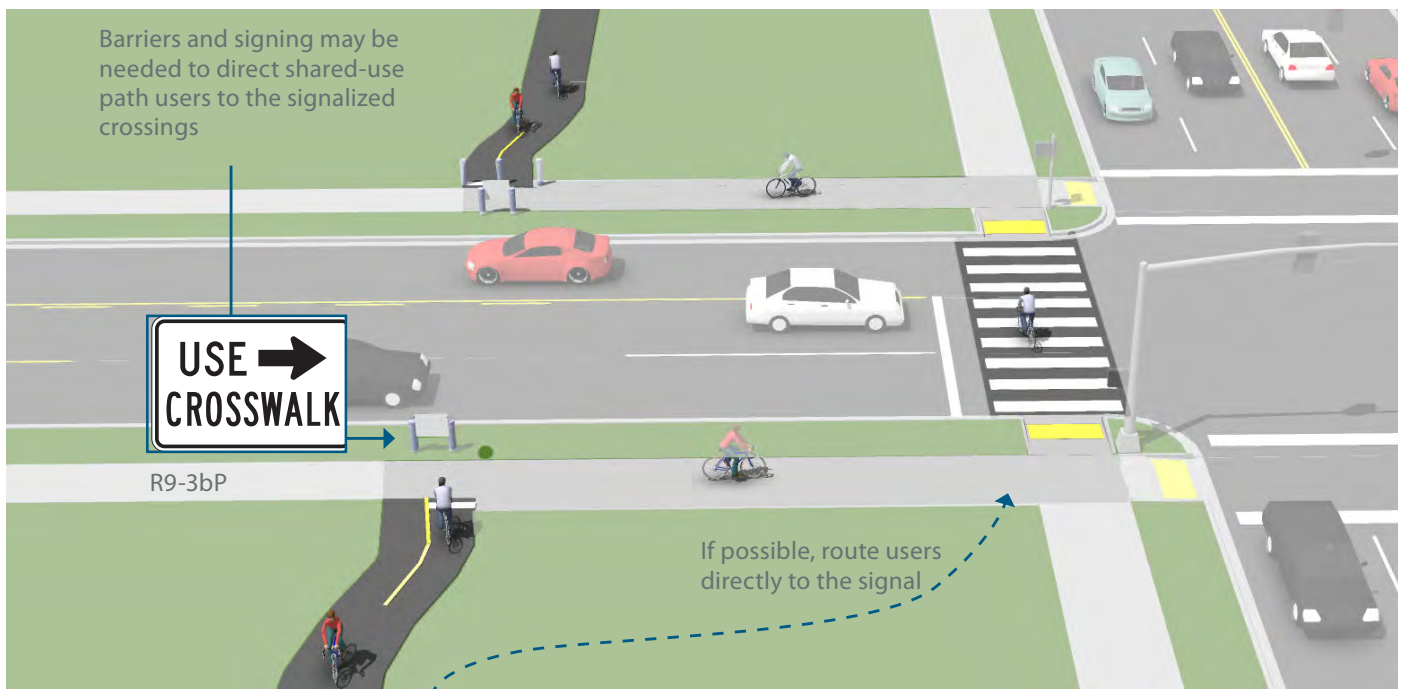 Barriers and signing may be
needed to direct shared-use
path users to the signalized
crossings
USE
CROSSWALK
R9-3bP
If possible, route users
directly to the signal